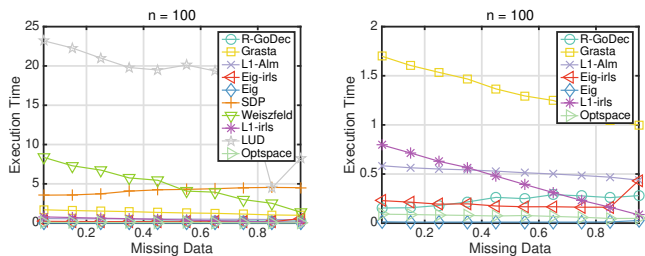 n = 100
Execution Time
25
20
15
10
5
0
0.2
0.4
0.6
0.8
Missing Data
R-GoDec
Grasta
L1-Alm
Eig-irls
Eig
SDP
Weiszfeld
L1-irls
LUD
Optspace
n = 100
Execution Time
2
1.5
1
0.5
0
0.2
0.4
0.6
0.8
Missing Data
R-GoDec
Grasta
L1-Alm
Eig-irls
Eig
L1-irls
Optspace